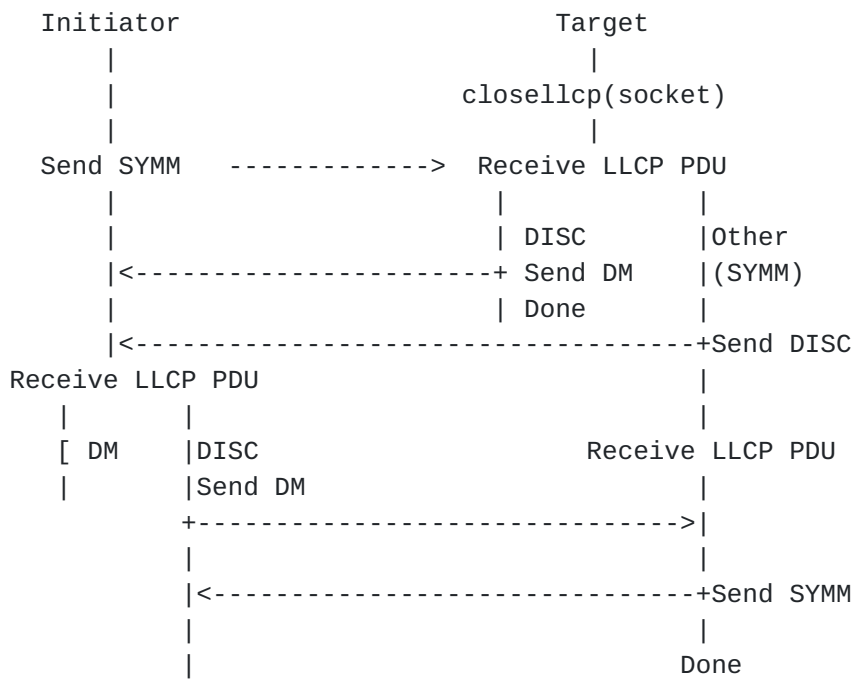 Initiator                       Target
      |                              |
      |                      closellcp(socket)
      |                              |
  Send SYMM   ------------->  Receive LLCP PDU
      |                        |            |
      |                        | DISC       |Other
      |<-----------------------+ Send DM    |(SYMM)
      |                        | Done       |
      |<------------------------------------+Send DISC
Receive LLCP PDU                            |
   |       |                                |
   [ DM    |DISC                     Receive LLCP PDU
   |       |Send DM                         |
           +------------------------------->|
           |                                |
           |<-------------------------------+Send SYMM
           |                                |
           |                               Done